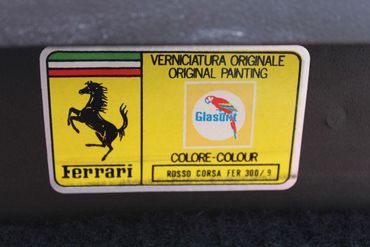 VERNICIATURA ORIGINALE
ORIGINAL PAINTING
Glasurit
COLORE-COLOUR
Ferrari
ROSSO CORSA FER 300/9